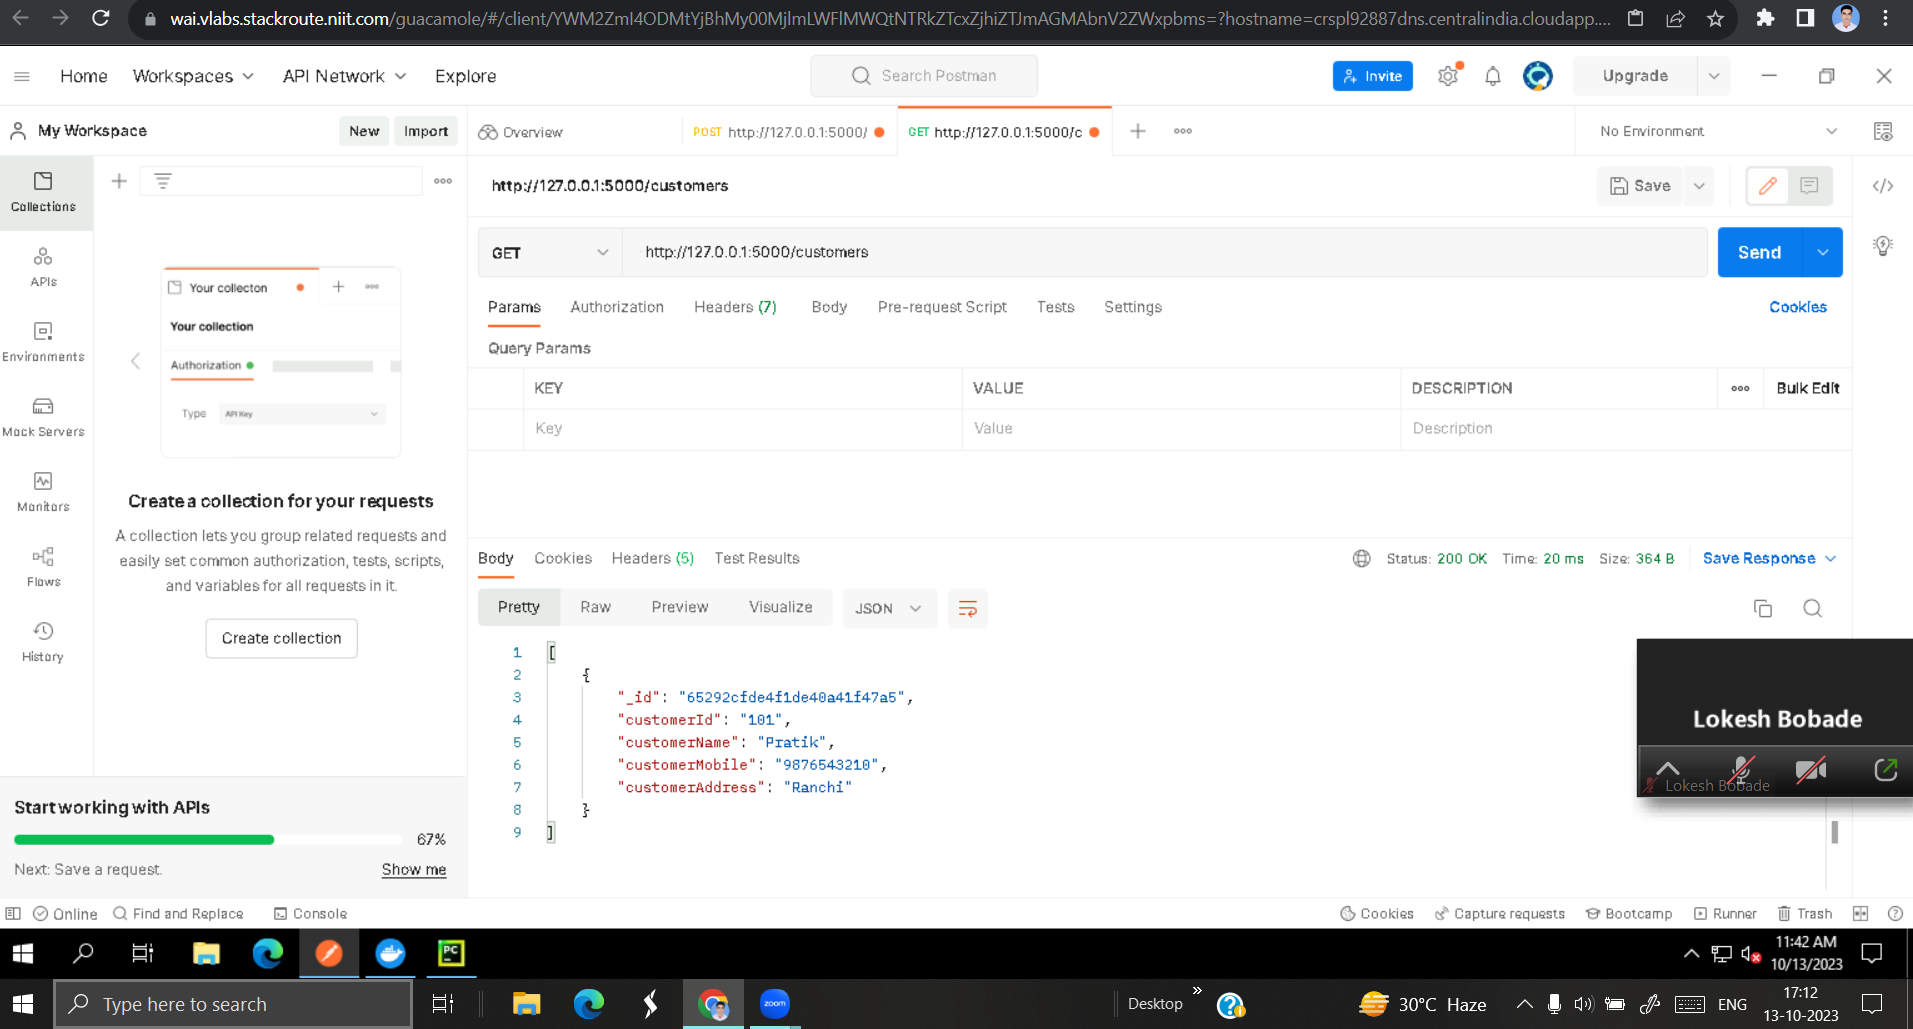 wai.vlabs.stackroute.niit.com/guacamole/#/client/YWM2ZmI4ODMtYjBhMy00MjlmLWFlMWQtNTRkZTcxZjhiZTJmAGMAbnV2ZWxpbms=?hostname=crspl92887dns.centralindia.cloudapp....
Home Workspaces API Network Explore Search Postman Invite Upgrade
My Workspace New Import Overview POST http://127.0.0.1:5000/ GET http://127.0.0.1:5000/c No Environment
http://127.0.0.1:5000/customers Save
Collections
APIs
Environments
Mock Servers
Monitors
Flows
History
Your collecton
Your collection
Authorization
Type API Key
Create a collection for your requests
A collection lets you group related requests and
easily set common authorization, tests, scripts,
and variables for all requests in it.
Create collection
Start working with APIs
67%
Next: Save a request. Show me
GET http://127.0.0.1:5000/customers Send
Params Authorization Headers (7) Body Pre-request Script Tests Settings Cookies
Query Params
KEY VALUE DESCRIPTION Bulk Edit
Key Value Description
Body Cookies Headers (5) Test Results Status: 200 OK Time: 20 ms Size: 364 B Save Response
Pretty Raw Preview Visualize JSON
1 [
2 {
3 "_id": "65292cfde4f1de40a41f47a5",
4 "customerId": "101",
5 "customerName": "Pratik",
6 "customerMobile": "9876543210",
7 "customerAddress": "Ranchi"
8 }
9 ]
Lokesh Bobade
Lokesh Bobade
Online Find and Replace Console Cookies Capture requests Bootcamp Runner Trash
PC
11:42 AM
10/13/2023
Type here to search zoom Desktop 30°C Haze ENG
17:12
13-10-2023